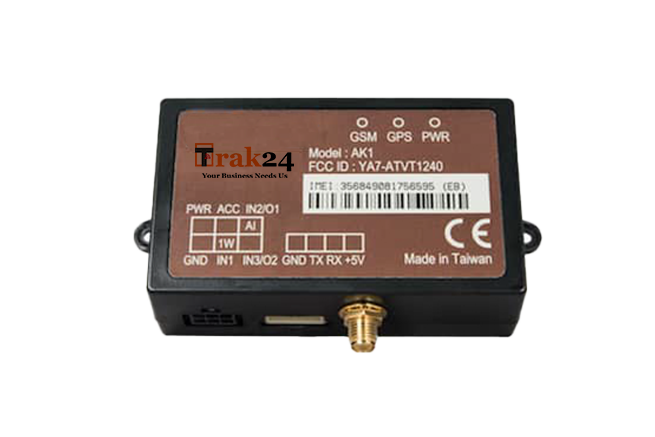 Trak24
Your Business Needs Us
GSM GPS PWR
Model : AK1
FCC ID : YA7-ATVT1240
IMEI:356849081756595 (EB)
PWR ACC IN2/O1
AI
1W
GND IN1 IN3/O2 GND TX RX +5V
CE
Made in Taiwan